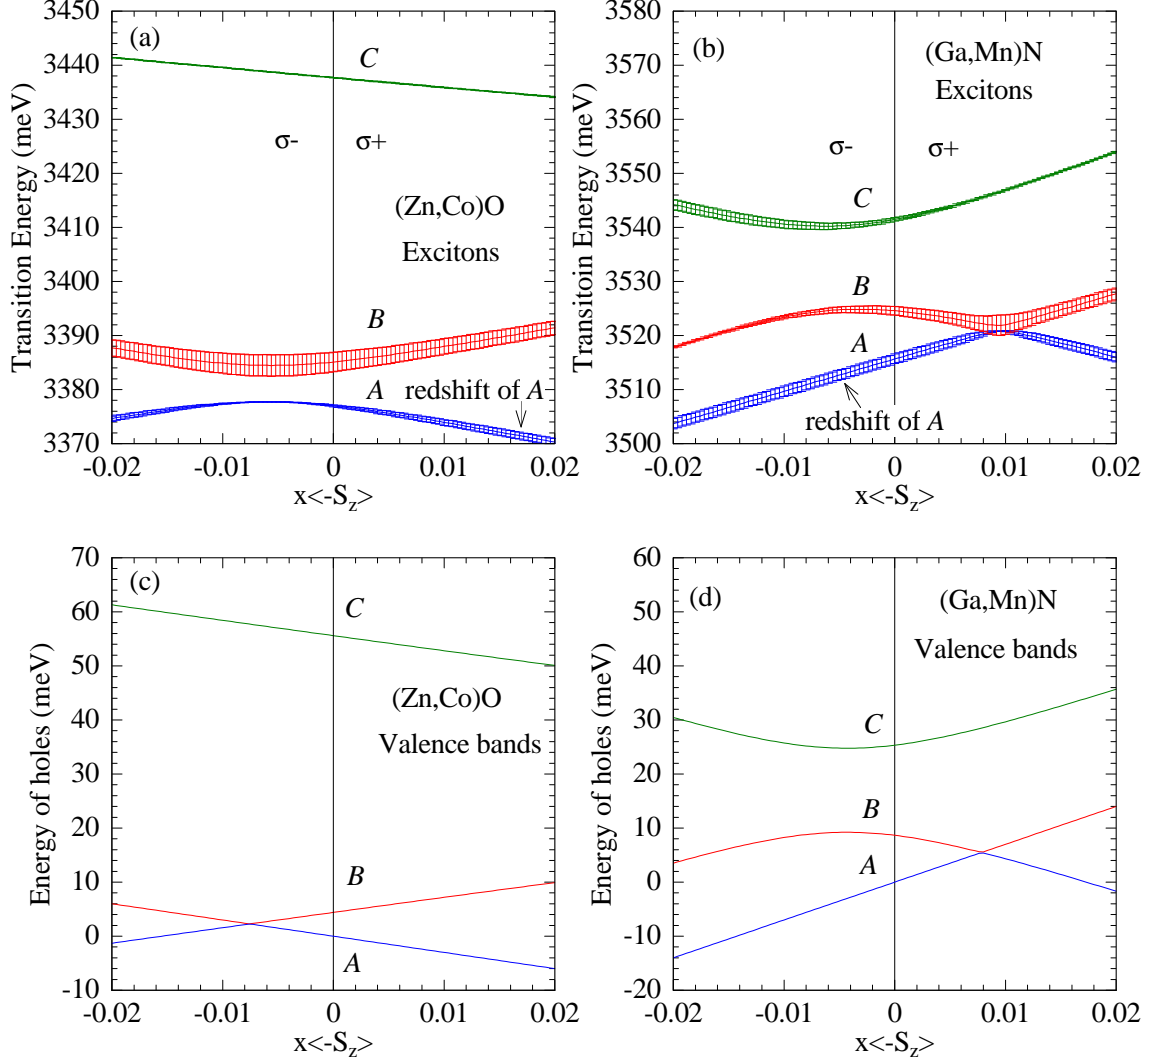 (a)
C
σ- σ+
(Zn,Co)O
Excitons
B
A
redshift of A
3450
3440
3430
3420
3410
3400
3390
3380
3370
Transition Energy (meV)
-0.02 -0.01 0 0.01 0.02
x<-S_z>
(b)
(Ga,Mn)N
Excitons
σ- σ+
C
B
A
redshift of A
3580
3570
3560
3550
3540
3530
3520
3510
3500
Transitoin Energy (meV)
-0.02 -0.01 0 0.01 0.02
x<-S_z>
(c)
C
(Zn,Co)O
Valence bands
B
A
70
60
50
40
30
20
10
0
-10
Energy of holes (meV)
-0.02 -0.01 0 0.01 0.02
x<-S_z>
(d)
(Ga,Mn)N
Valence bands
C
B
A
60
50
40
30
20
10
0
-10
-20
Energy of holes (meV)
-0.02 -0.01 0 0.01 0.02
x<-S_z>